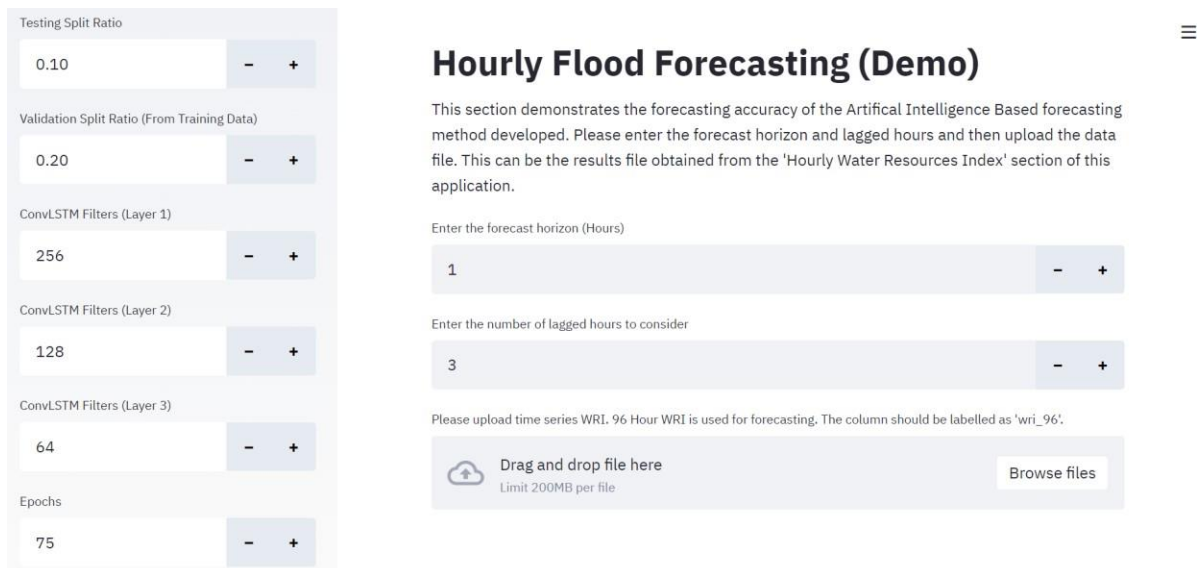 Testing Split Ratio
0.10 - +
Validation Split Ratio (From Training Data)
0.20 - +
ConvLSTM Filters (Layer 1)
256 - +
ConvLSTM Filters (Layer 2)
128 - +
ConvLSTM Filters (Layer 3)
64 - +
Epochs
75 - +
Hourly Flood Forecasting (Demo)
This section demonstrates the forecasting accuracy of the Artifical Intelligence Based forecasting
method developed. Please enter the forecast horizon and lagged hours and then upload the data
file. This can be the results file obtained from the 'Hourly Water Resources Index' section of this
application.
Enter the forecast horizon (Hours)
1 - +
Enter the number of lagged hours to consider
3 - +
Please upload time series WRI. 96 Hour WRI is used for forecasting. The column should be labelled as 'wri_96'.
Drag and drop file here
Limit 200MB per file
Browse files